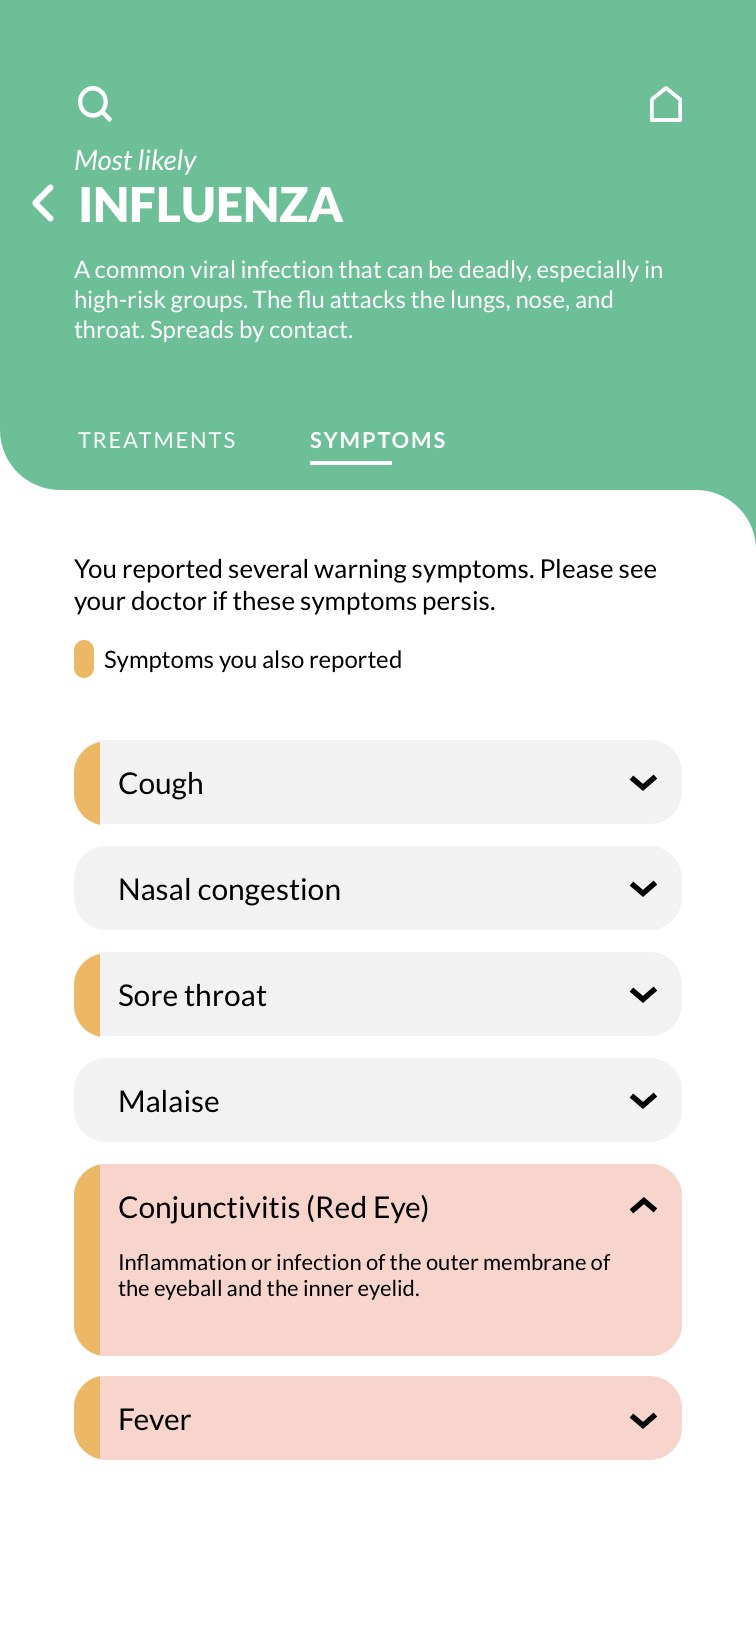 Most likely
INFLUENZA
A common viral infection that can be deadly, especially in
high-risk groups. The flu attacks the lungs, nose, and
throat. Spreads by contact.
TREATMENTS SYMPTOMS
You reported several warning symptoms. Please see
your doctor if these symptoms persis.
Symptoms you also reported
Cough
Nasal congestion
Sore throat
Malaise
Conjunctivitis (Red Eye)
Inflammation or infection of the outer membrane of
the eyeball and the inner eyelid.
Fever